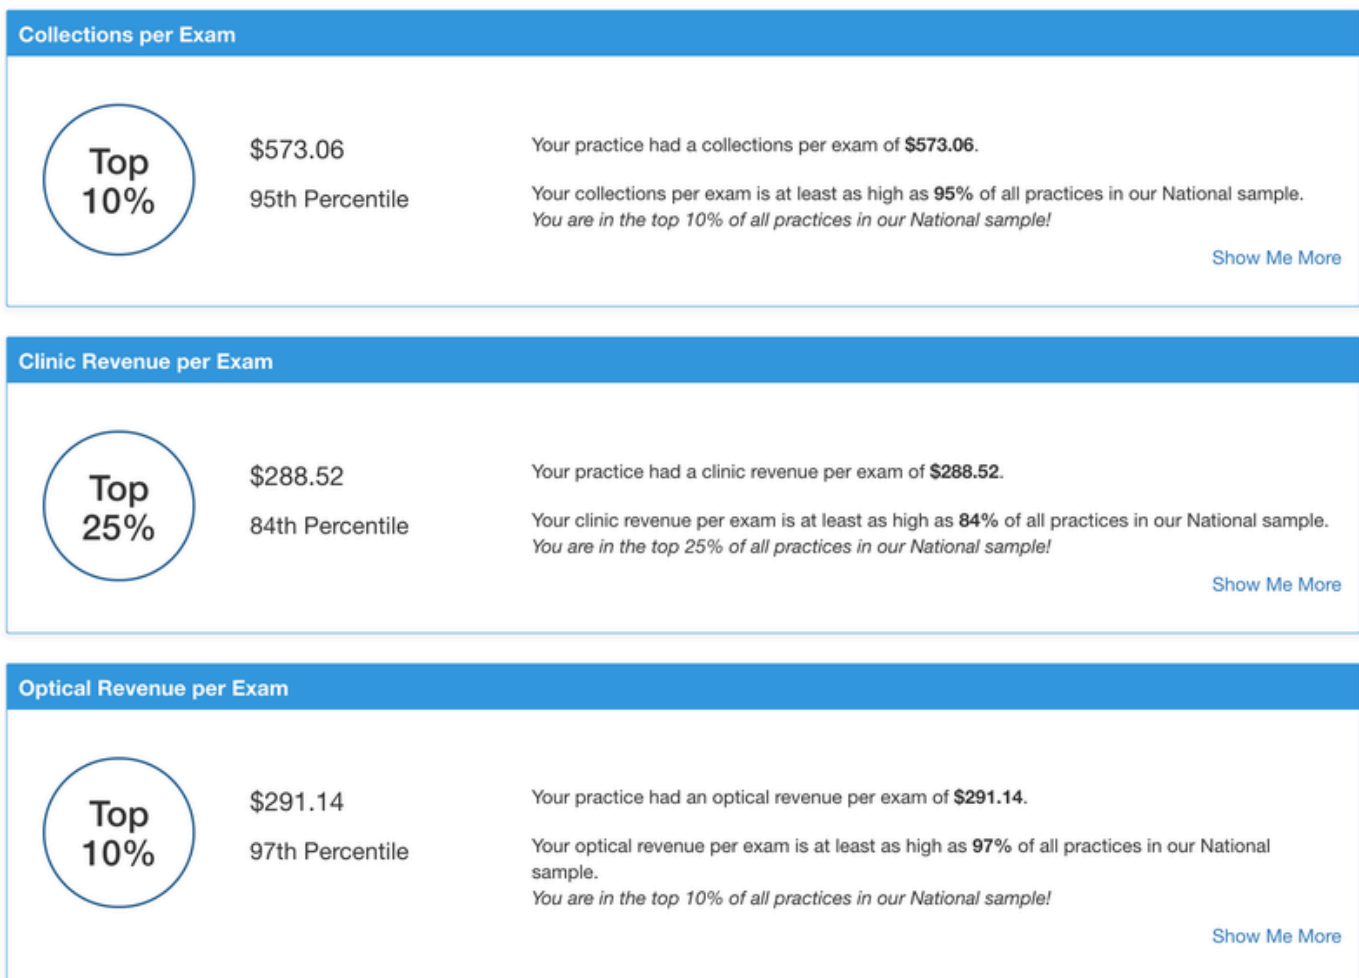 Collections per Exam
Top
10%
$573.06
95th Percentile
Your practice had a collections per exam of $573.06.
Your collections per exam is at least as high as 95% of all practices in our National sample.
You are in the top 10% of all practices in our National sample!
Show Me More
Clinic Revenue per Exam
Top
25%
$288.52
84th Percentile
Your practice had a clinic revenue per exam of $288.52.
Your clinic revenue per exam is at least as high as 84% of all practices in our National sample.
You are in the top 25% of all practices in our National sample!
Show Me More
Optical Revenue per Exam
Top
10%
$291.14
97th Percentile
Your practice had an optical revenue per exam of $291.14.
Your optical revenue per exam is at least as high as 97% of all practices in our National
sample.
You are in the top 10% of all practices in our National sample!
Show Me More